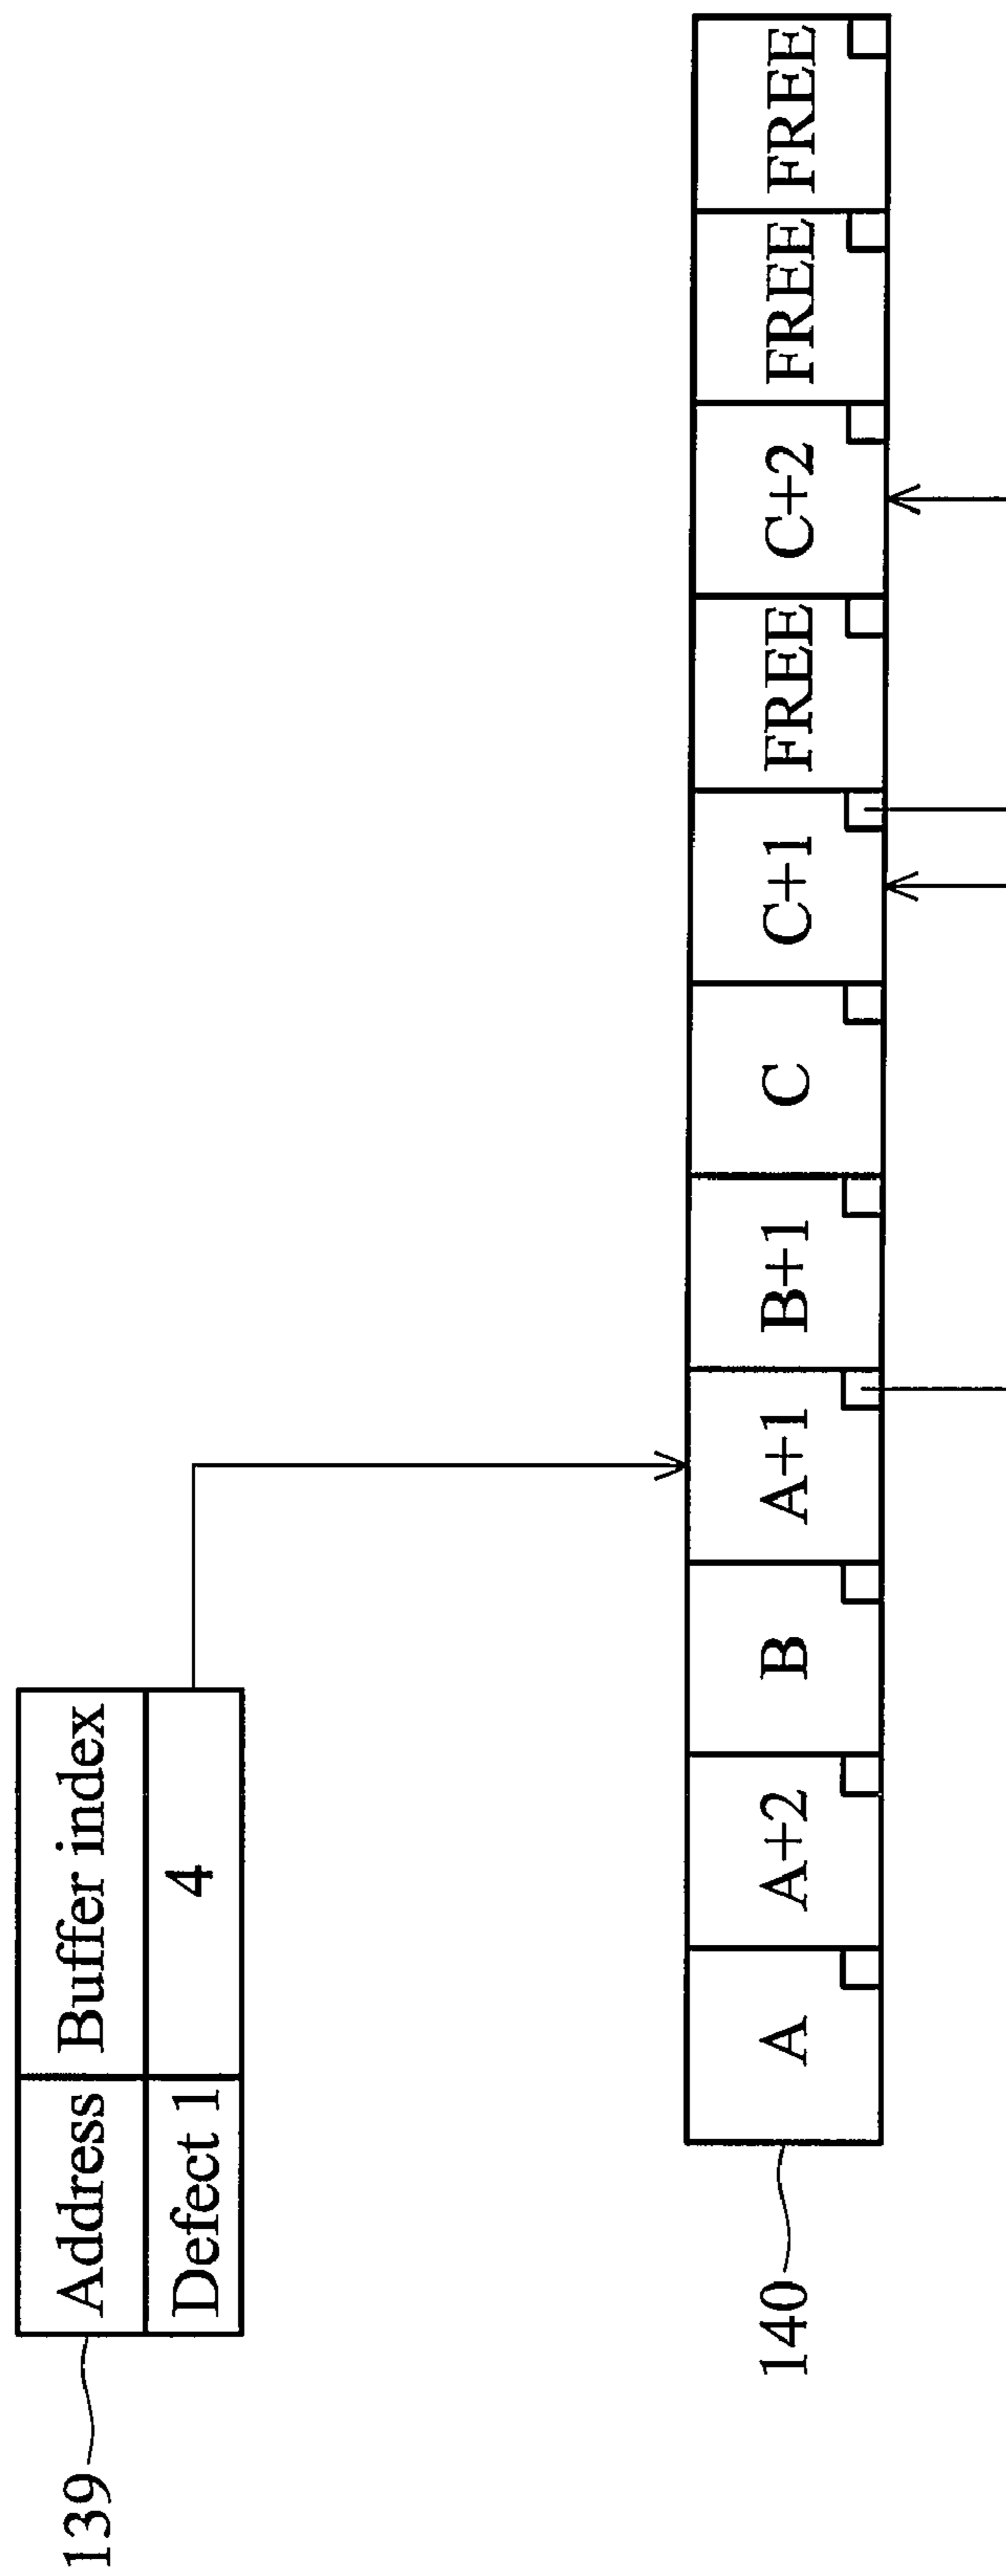 139
Address Buffer index
Defect 1 4
140
A A+2 B A+1 B+1 C C+1 FREE C+2 FREE FREE